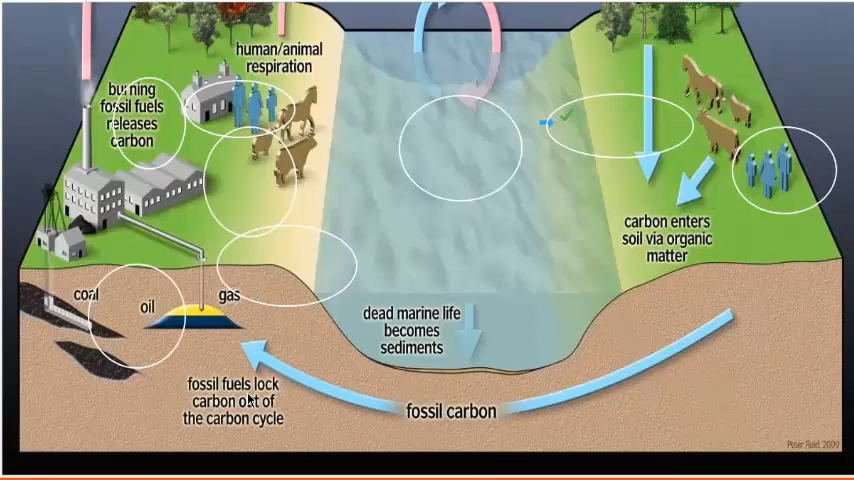 human/animal
respiration
burning
fossil fuels
releases
carbon
carbon enters
soil via organic
matter
coal
oil
gas
dead marine life
becomes
sediments
fossil fuels lock
carbon out of
the carbon cycle
fossil carbon
Peter Reid, 2009